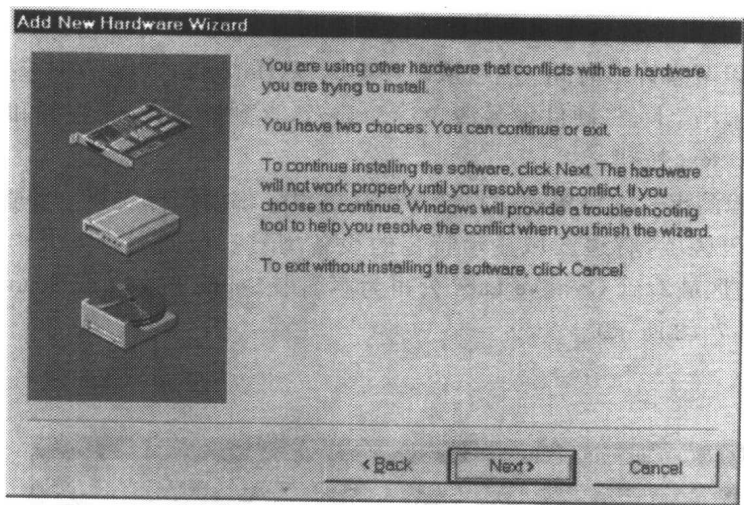 Add New Hardware Wizard
You are using other hardware that conflicts with the hardware
you are trying to install.
You have two choices: You can continue or exit.
To continue installing the software, click Next. The hardware
will not work properly until you resolve the conflict. If you
choose to continue, Windows will provide a troubleshooting
tool to help you resolve the conflict when you finish the wizard.
To exit without installing the software, click Cancel.
< Back
Next >
Cancel